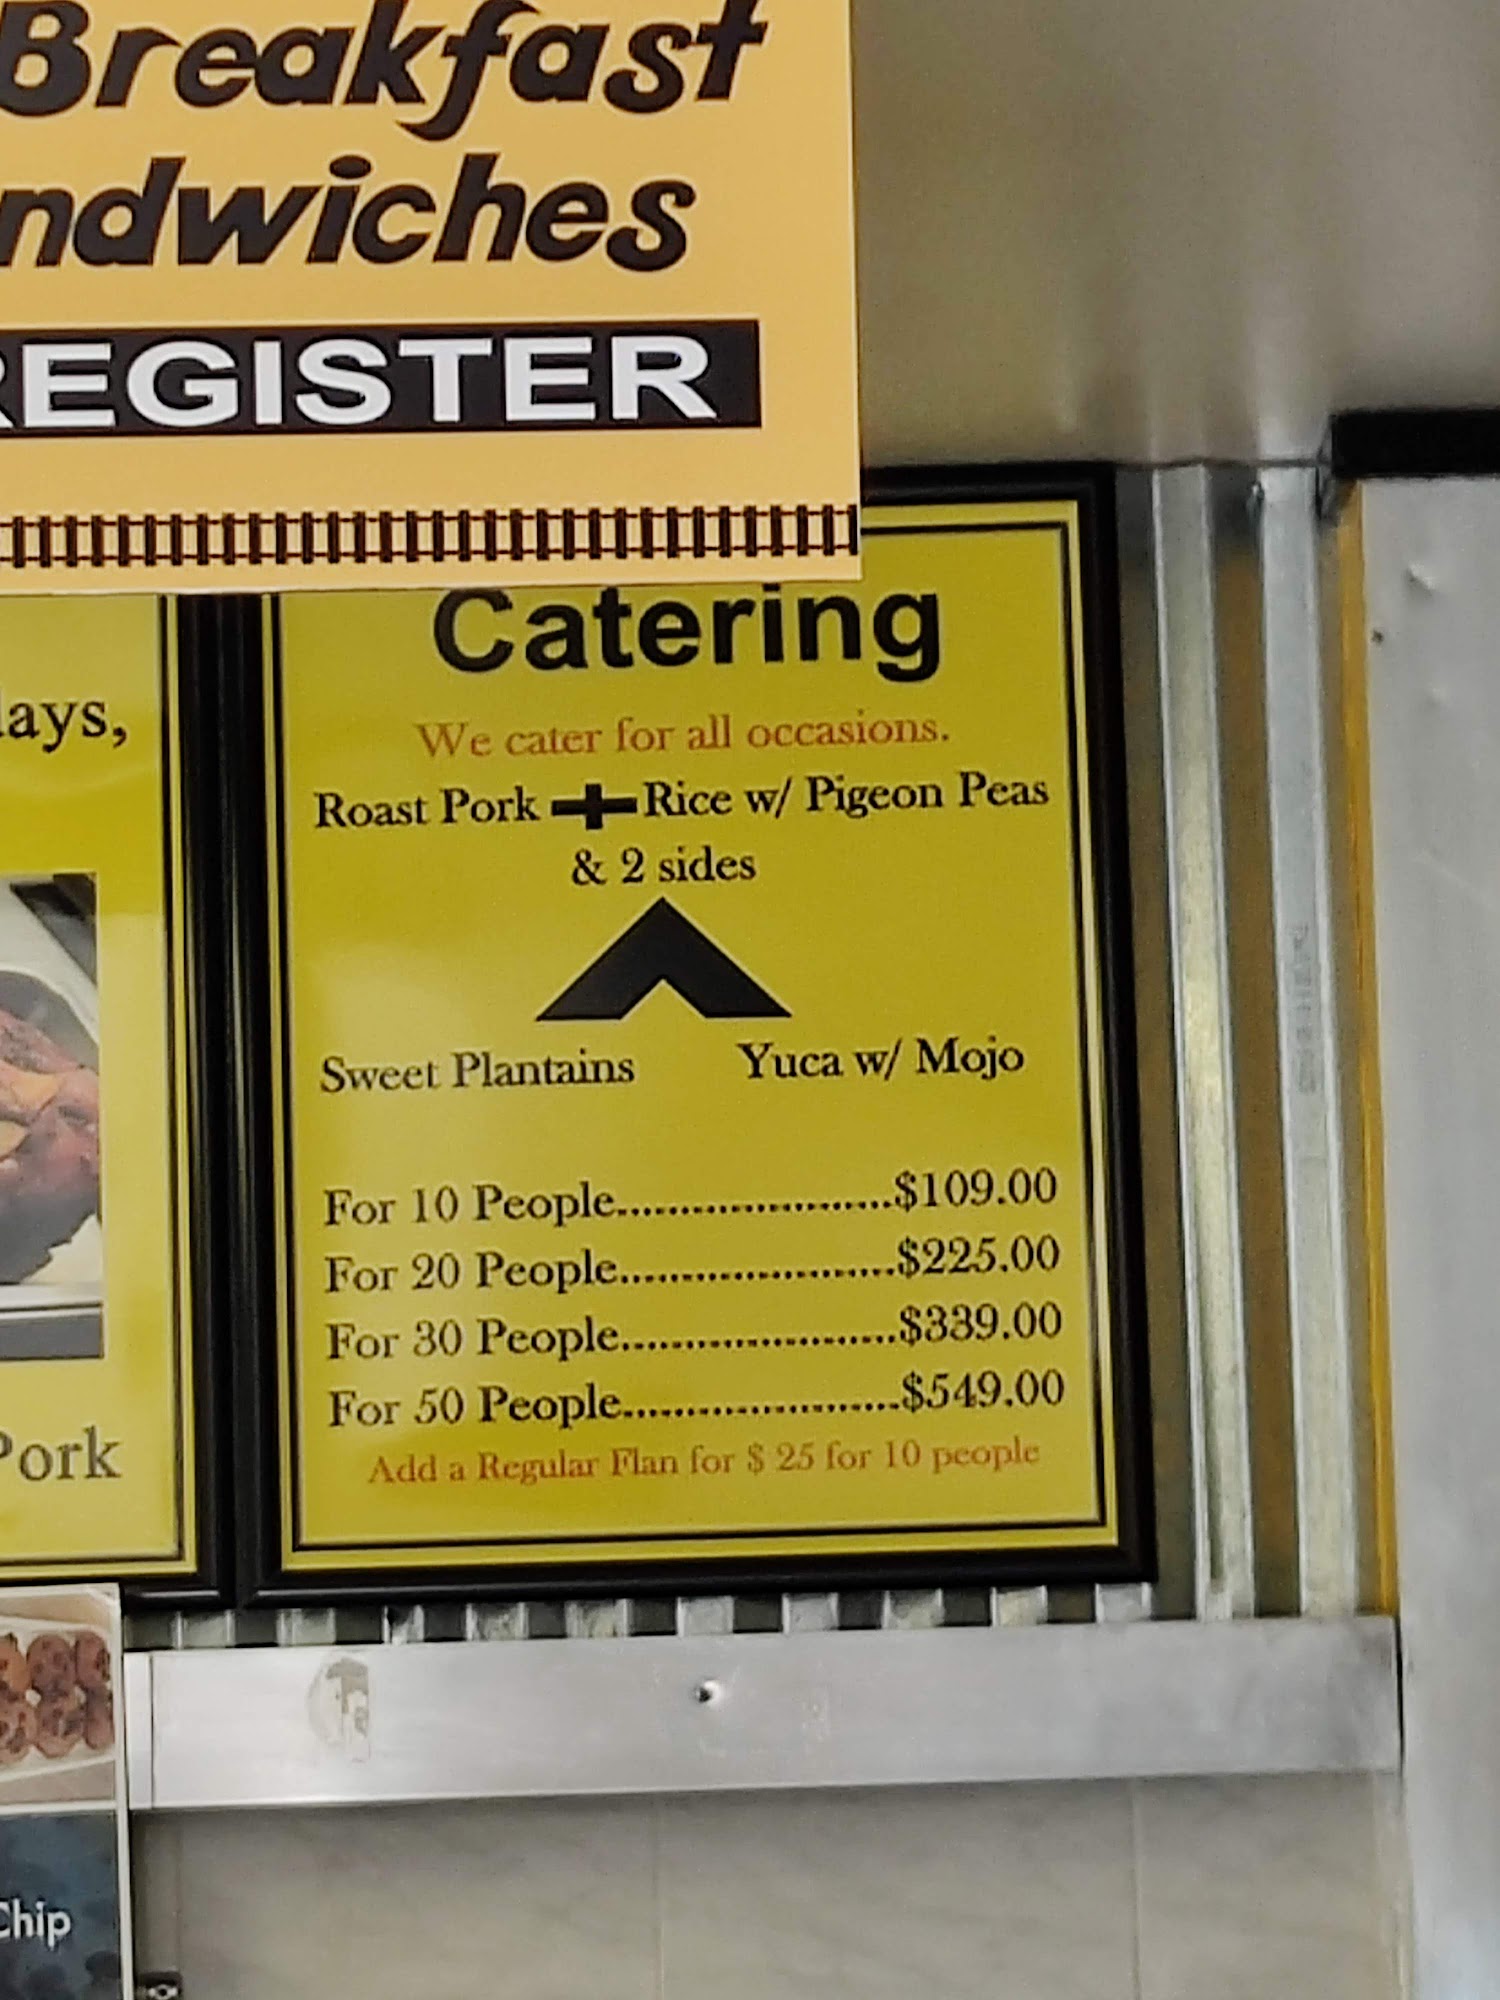 Breakfast
ndwiches
REGISTER
Catering
We cater for all occasions.
Roast Pork + Rice w/ Pigeon Peas
& 2 sides
Sweet Plantains Yuca w/ Mojo
For 10 People......................$109.00
For 20 People......................$225.00
For 30 People......................$339.00
For 50 People......................$549.00
Add a Regular Flan for $ 25 for 10 people
ays,
Pork
Chip